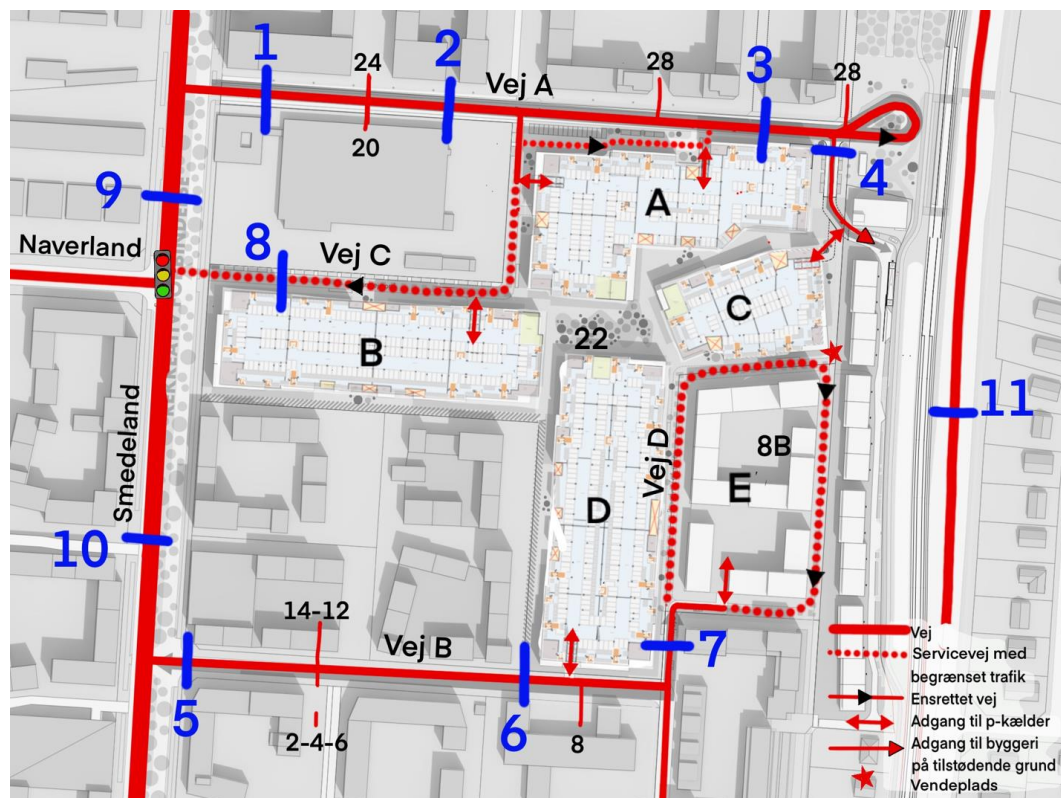 1
2
3
24
Vej A
28
28
20
9
4
A
Naverland
8
Vej C
C
B
22
11
Smedeland
Vej D
8B
E
D
10
14-12
Vej B
7
5
6
2-4-6
8
Vej
Servicevej med
begrænset trafik
Ensrettet vej
Adgang til p-kælder
Adgang til byggeri
på tilstødende grund
Vendeplads